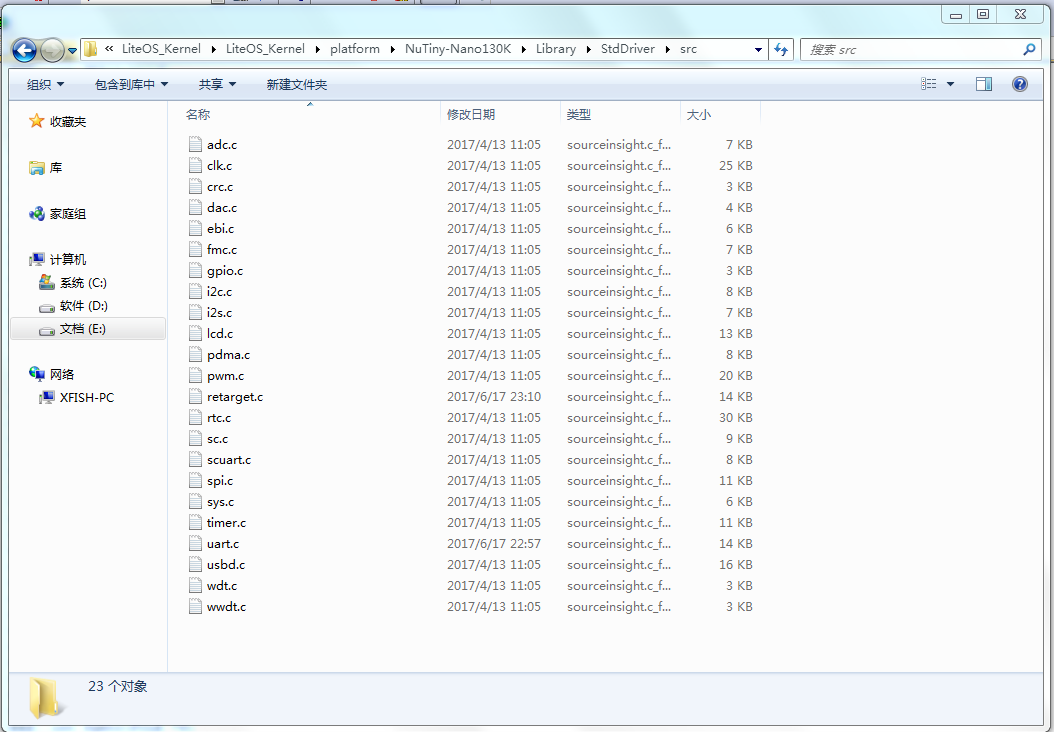 « LiteOS_Kernel ▸ LiteOS_Kernel ▸ platform ▸ NuTiny-Nano130K ▸ Library ▸ StdDriver ▸ src 搜索 src
组织 包含到库中 共享 新建文件夹
收藏夹
库
家庭组
计算机
系统 (C:)
软件 (D:)
文档 (E:)
网络
XFISH-PC
名称 修改日期 类型 大小
adc.c 2017/4/13 11:05 sourceinsight.c_f... 7 KB
clk.c 2017/4/13 11:05 sourceinsight.c_f... 25 KB
crc.c 2017/4/13 11:05 sourceinsight.c_f... 3 KB
dac.c 2017/4/13 11:05 sourceinsight.c_f... 4 KB
ebi.c 2017/4/13 11:05 sourceinsight.c_f... 6 KB
fmc.c 2017/4/13 11:05 sourceinsight.c_f... 7 KB
gpio.c 2017/4/13 11:05 sourceinsight.c_f... 3 KB
i2c.c 2017/4/13 11:05 sourceinsight.c_f... 8 KB
i2s.c 2017/4/13 11:05 sourceinsight.c_f... 7 KB
lcd.c 2017/4/13 11:05 sourceinsight.c_f... 13 KB
pdma.c 2017/4/13 11:05 sourceinsight.c_f... 8 KB
pwm.c 2017/4/13 11:05 sourceinsight.c_f... 20 KB
retarget.c 2017/6/17 23:10 sourceinsight.c_f... 14 KB
rtc.c 2017/4/13 11:05 sourceinsight.c_f... 30 KB
sc.c 2017/4/13 11:05 sourceinsight.c_f... 9 KB
scuart.c 2017/4/13 11:05 sourceinsight.c_f... 8 KB
spi.c 2017/4/13 11:05 sourceinsight.c_f... 11 KB
sys.c 2017/4/13 11:05 sourceinsight.c_f... 6 KB
timer.c 2017/4/13 11:05 sourceinsight.c_f... 11 KB
uart.c 2017/6/17 22:57 sourceinsight.c_f... 14 KB
usbd.c 2017/4/13 11:05 sourceinsight.c_f... 16 KB
wdt.c 2017/4/13 11:05 sourceinsight.c_f... 3 KB
wwdt.c 2017/4/13 11:05 sourceinsight.c_f... 3 KB
23 个对象